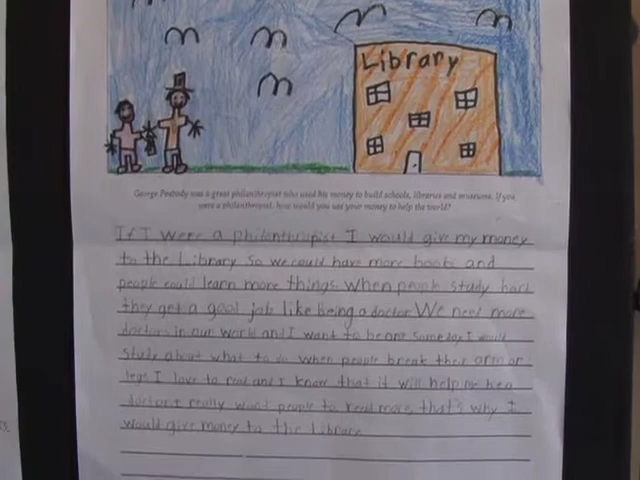 Library
George Peabody was a great philanthropist who used his money to build schools, libraries and museums. If you
were a philanthropist, how would you use your money to help the world?
If I were a philanthropist I would give my money
to the Library so we could have more books and
people could learn more things. When people study hard
they get a good job like being a doctor. We need more
doctors in our world and I want to be one someday. I would
study about what to do when people break their arm or
legs. I love to read and I know that it will help me be a
doctor. I really want people to read more, that's why I
would give money to the library